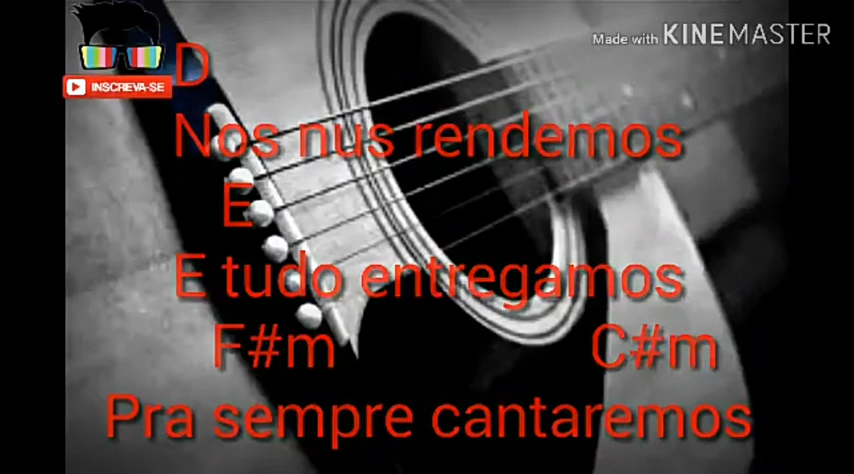 Made with KINEMASTER
INSCREVA-SE
D
Nos nus rendemos
E
E tudo entregamos
F#m C#m
Pra sempre cantaremos